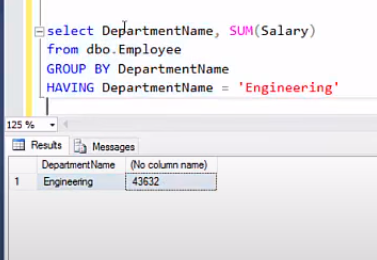 select DepartmentName, SUM(Salary)
from dbo.Employee
GROUP BY DepartmentName
HAVING DepartmentName = 'Engineering'
125 %
Results Messages
DepartmentName (No column name)
1 Engineering 43632